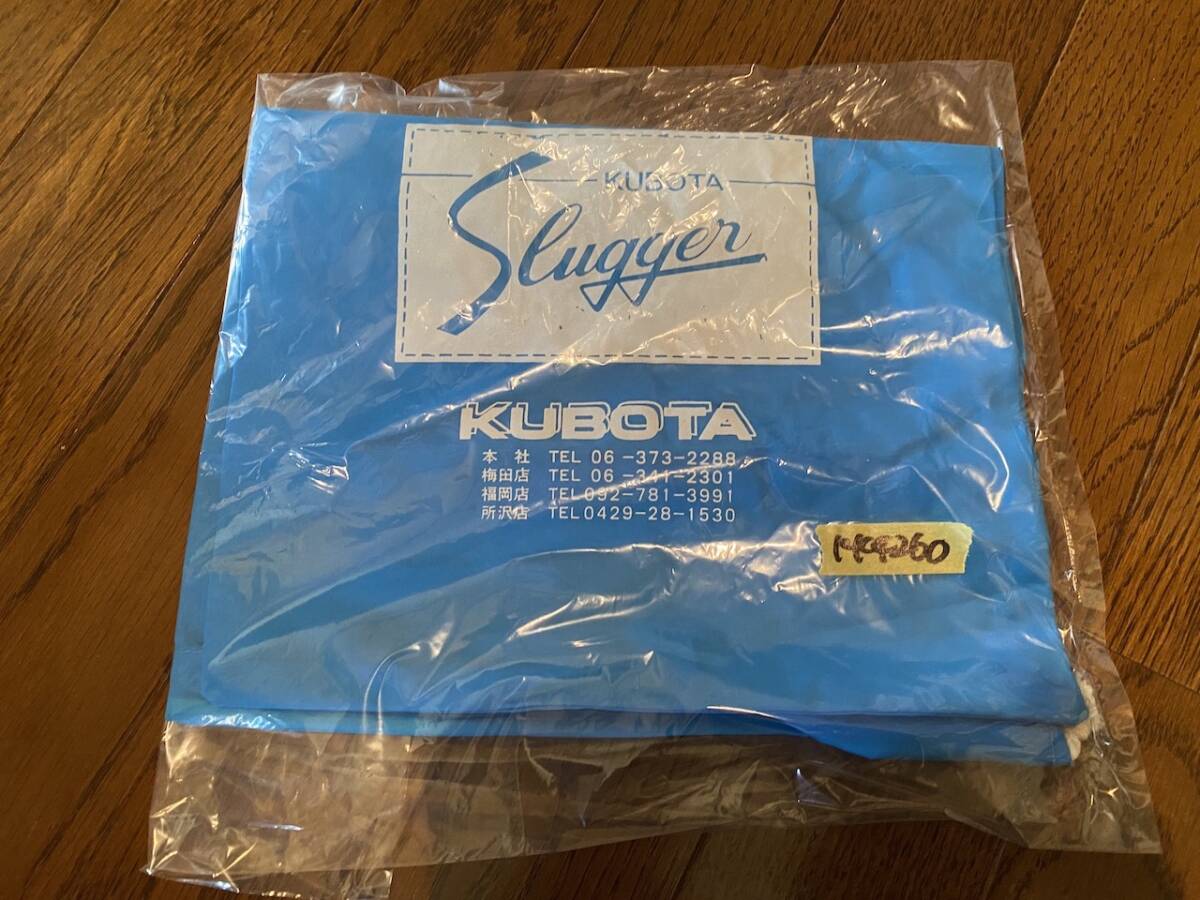 KUBOTA
Slugger
KUBOTA
本社 TEL 06-373-2288
梅田店 TEL 06-341-2301
福岡店 TEL 092-781-3991
所沢店 TEL 0429-28-1530